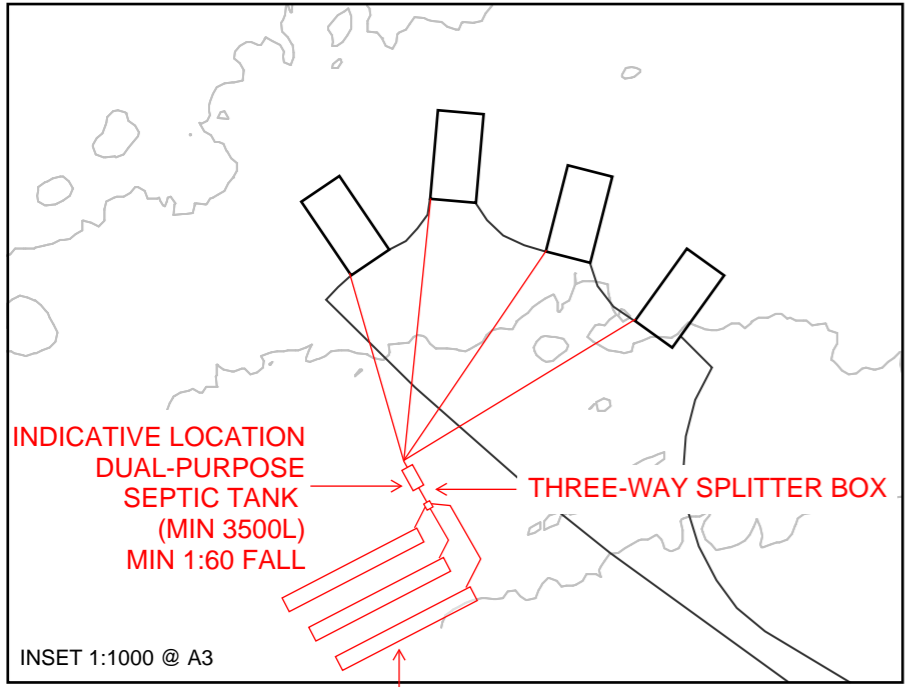 INDICATIVE LOCATION
DUAL-PURPOSE
SEPTIC TANK
(MIN 3500L)
MIN 1:60 FALL
THREE-WAY SPLITTER BOX
INSET 1:1000 @ A3